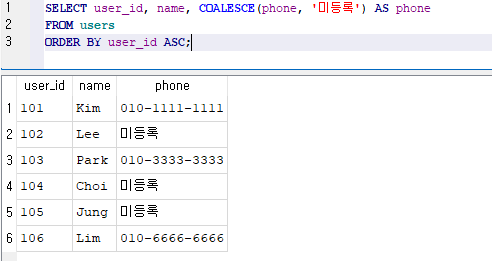 1 SELECT user_id, name, COALESCE(phone, '미등록') AS phone
2 FROM users
3 ORDER BY user_id ASC;
user_id name phone
1 101 Kim 010-1111-1111
2 102 Lee 미등록
3 103 Park 010-3333-3333
4 104 Choi 미등록
5 105 Jung 미등록
6 106 Lim 010-6666-6666